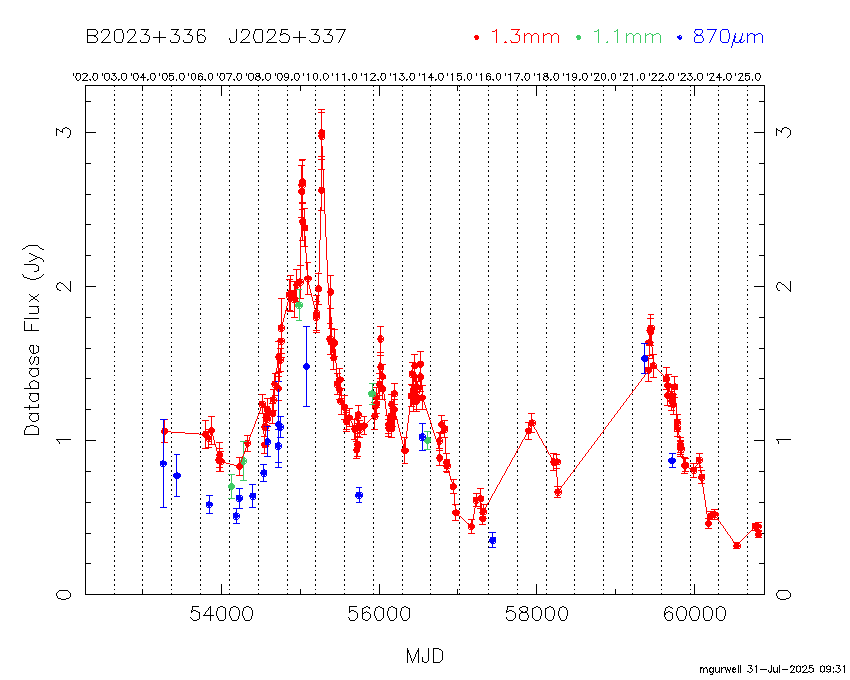 B2023+336 J2025+337 1.3mm 1.1mm 870μm
'02.0 '03.0 '04.0 '05.0 '06.0 '07.0 '08.0 '09.0 '10.0 '11.0 '12.0 '13.0 '14.0 '15.0 '16.0 '17.0 '18.0 '19.0 '20.0 '21.0 '22.0 '23.0 '24.0 '25.0
3 3
2 2
Database Flux (Jy)
1 1
0 0
54000 56000 58000 60000
MJD
mgurwell 31-Jul-2025 09:31